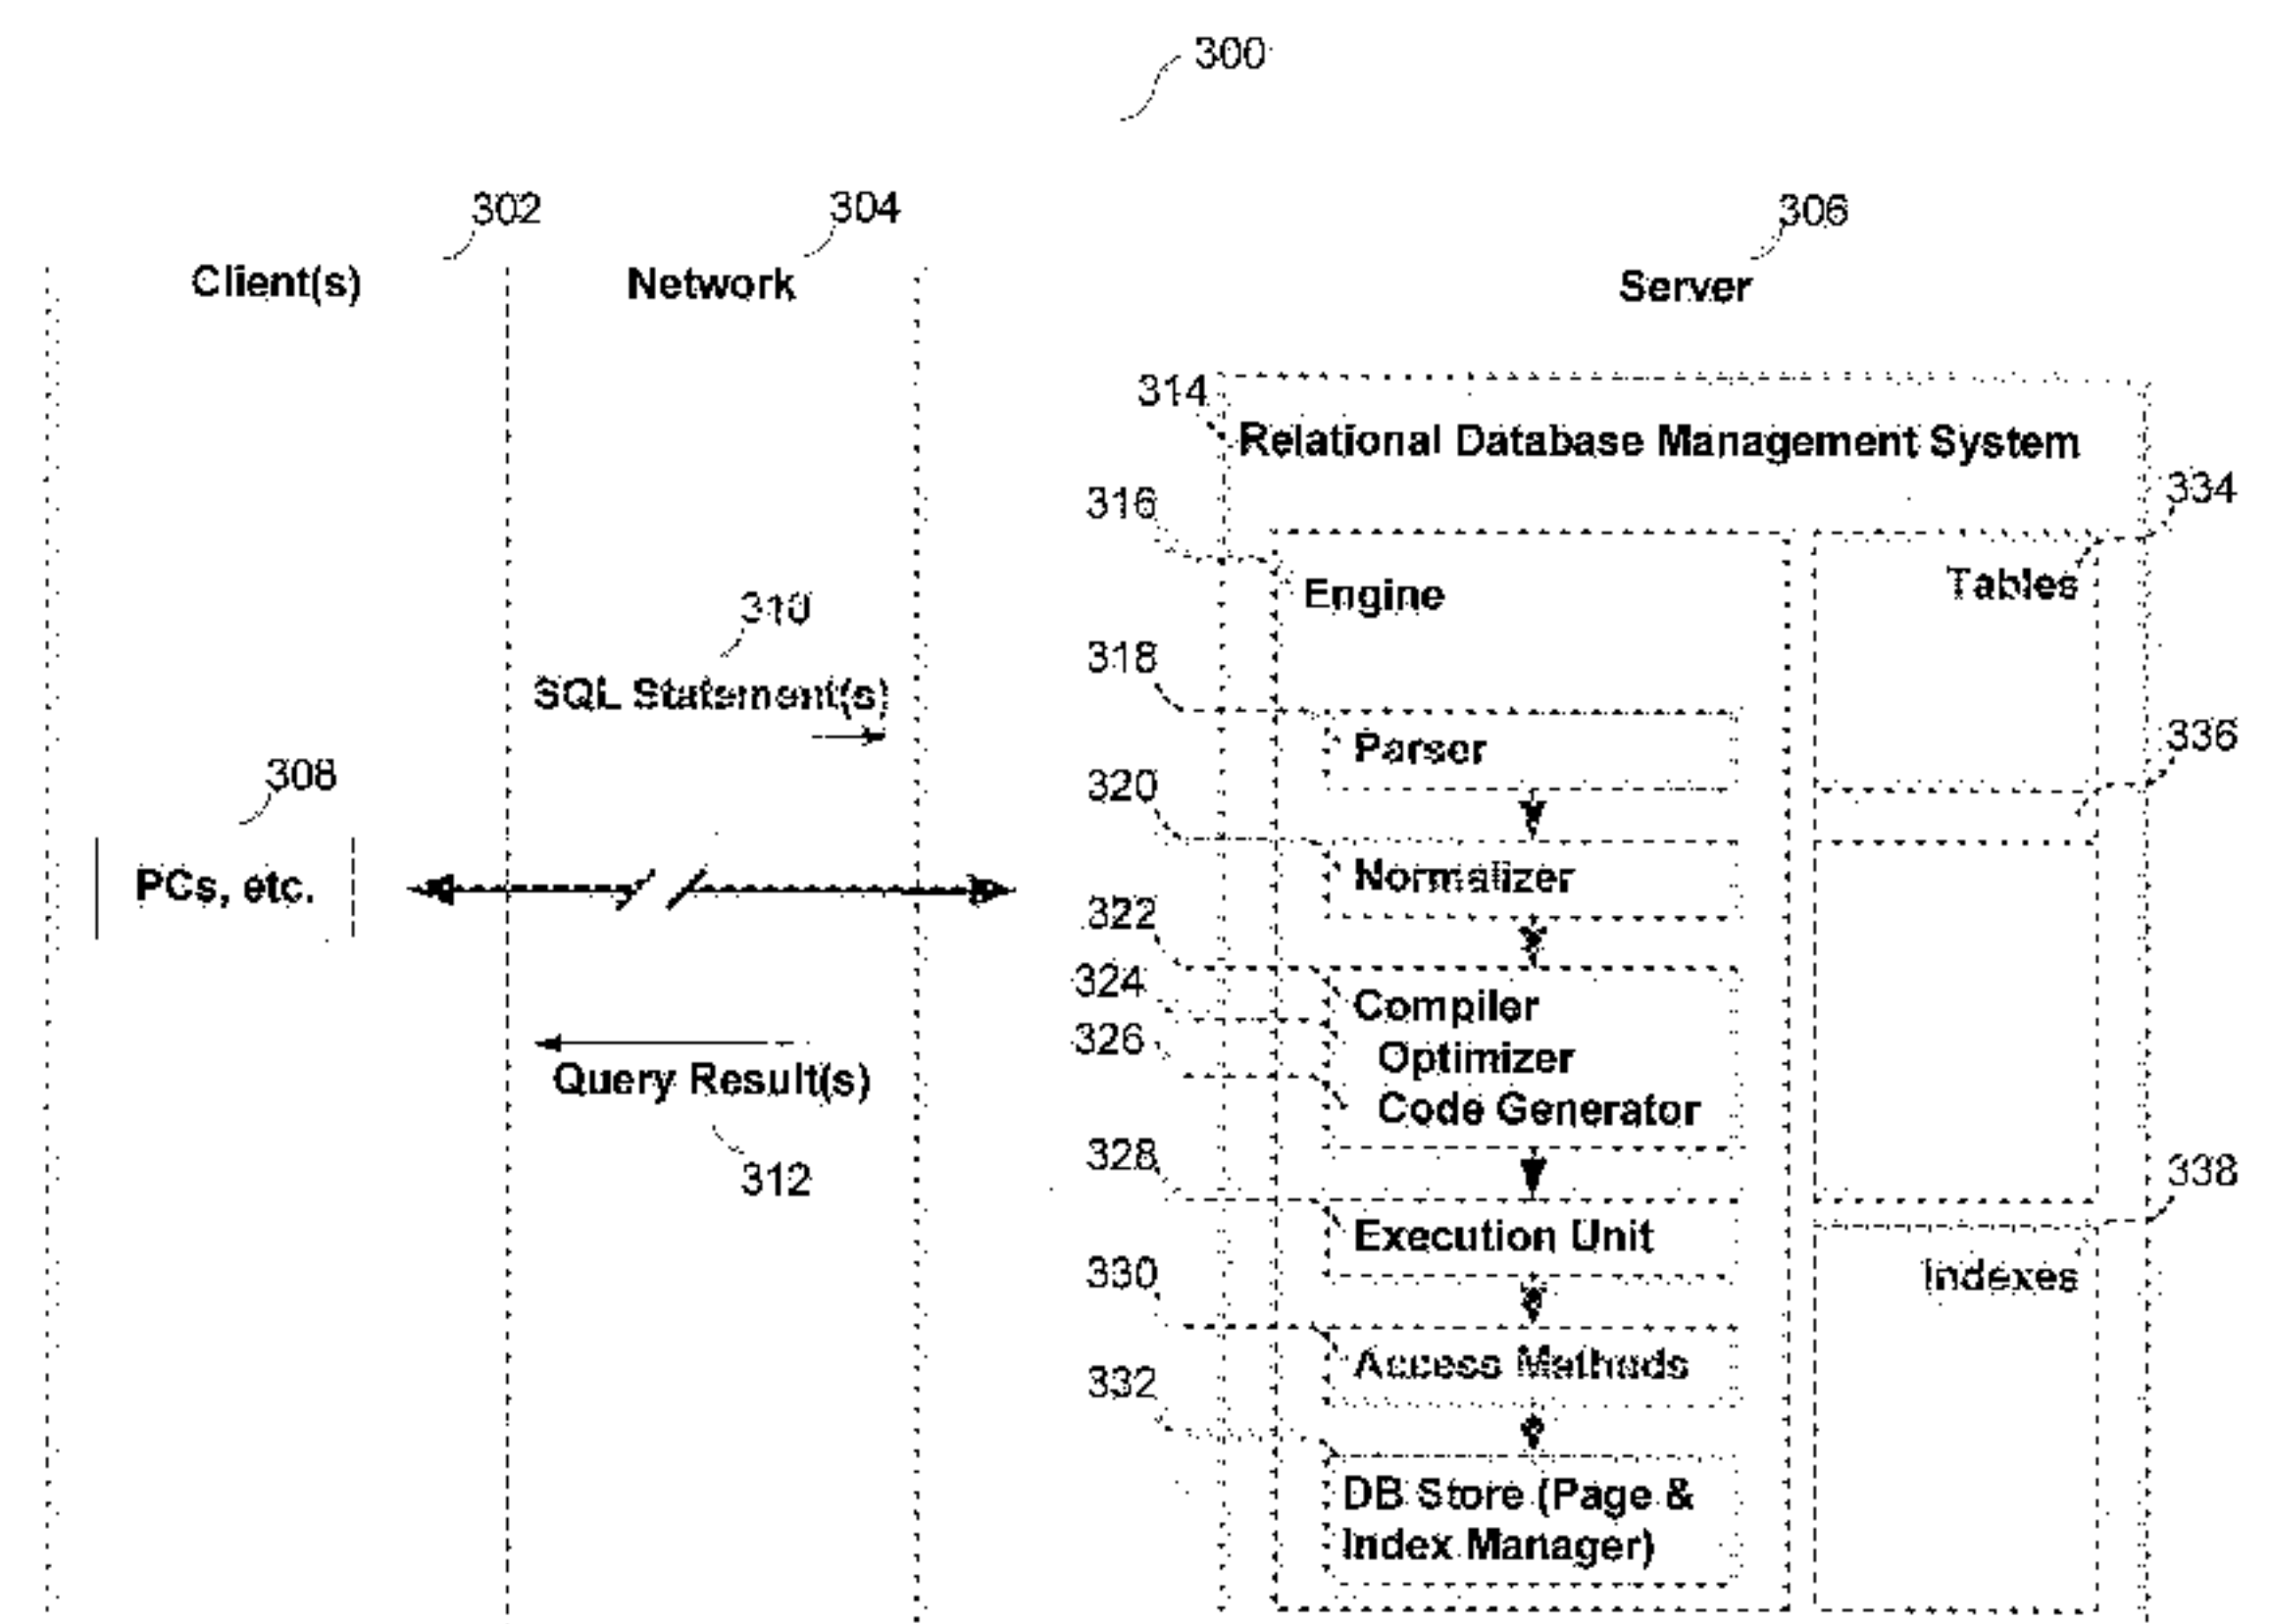 300
302
304
306
Client(s)
Network
Server
314
Relational Database Management System
316
334
Engine
Tables
310
318
SQL Statement(s)
Parser
336
308
320
PCs, etc.
Normalizer
322
324
Compiler
326
Optimizer
Query Result(s)
Code Generator
312
328
338
Execution Unit
330
Indexes
Access Methods
332
DB Store (Page &
Index Manager)